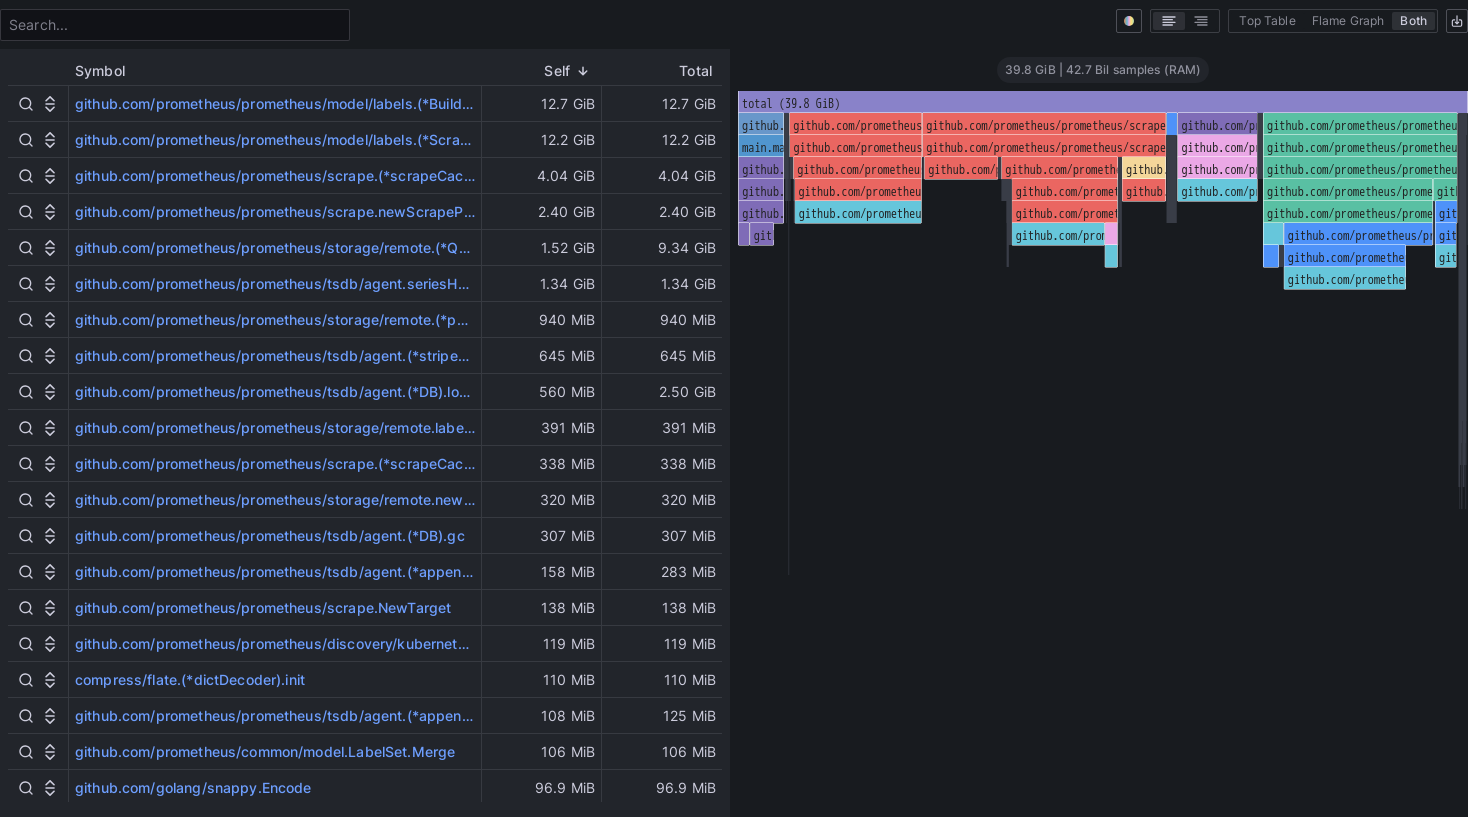 Search...
Top Table Flame Graph Both
Symbol Self Total
github.com/prometheus/prometheus/model/labels.(*Build... 12.7 GiB 12.7 GiB
github.com/prometheus/prometheus/model/labels.(*Scra... 12.2 GiB 12.2 GiB
github.com/prometheus/prometheus/scrape.(*scrapeCac... 4.04 GiB 4.04 GiB
github.com/prometheus/prometheus/scrape.newScrapeP... 2.40 GiB 2.40 GiB
github.com/prometheus/prometheus/storage/remote.(*Q... 1.52 GiB 9.34 GiB
github.com/prometheus/prometheus/tsdb/agent.seriesH... 1.34 GiB 1.34 GiB
github.com/prometheus/prometheus/storage/remote.(*p... 940 MiB 940 MiB
github.com/prometheus/prometheus/tsdb/agent.(*stripe... 645 MiB 645 MiB
github.com/prometheus/prometheus/tsdb/agent.(*DB).lo... 560 MiB 2.50 GiB
github.com/prometheus/prometheus/storage/remote.labe... 391 MiB 391 MiB
github.com/prometheus/prometheus/scrape.(*scrapeCac... 338 MiB 338 MiB
github.com/prometheus/prometheus/storage/remote.new... 320 MiB 320 MiB
github.com/prometheus/prometheus/tsdb/agent.(*DB).gc 307 MiB 307 MiB
github.com/prometheus/prometheus/tsdb/agent.(*appen... 158 MiB 283 MiB
github.com/prometheus/prometheus/scrape.NewTarget 138 MiB 138 MiB
github.com/prometheus/prometheus/discovery/kubernet... 119 MiB 119 MiB
compress/flate.(*dictDecoder).init 110 MiB 110 MiB
github.com/prometheus/prometheus/tsdb/agent.(*appen... 108 MiB 125 MiB
github.com/prometheus/common/model.LabelSet.Merge 106 MiB 106 MiB
github.com/golang/snappy.Encode 96.9 MiB 96.9 MiB
39.8 GiB | 42.7 Bil samples (RAM)
total (39.8 GiB)
github. github.com/prometheus github.com/prometheus/prometheus/scrape github.com/p github.com/prometheus/prometheu
main.ma github.com/prometheus github.com/prometheus/prometheus/scrape github.com/p github.com/prometheus/prometheu
github. github.com/prometheu github.com/ github.com/prometh github. github.com/p github.com/prometheus/prometheu
github. github.com/prometheu github.com/promet github. github.com/p github.com/prometheus/prome git
github. github.com/prometheu github.com/promet github.com/prometheus/prome git
git github.com/prom github.com/prometheus/p git
github.com/promethe git
github.com/promethe